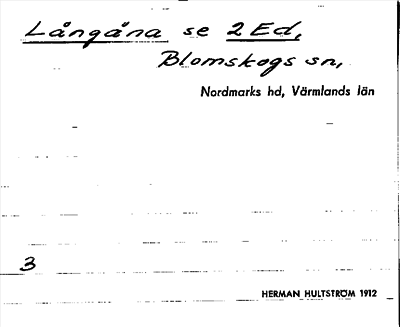 Långåna se 2 Ed,
Blomskogs sn,
Nordmarks hd, Värmlands län
3
HERMAN HULTSTRÖM 1912